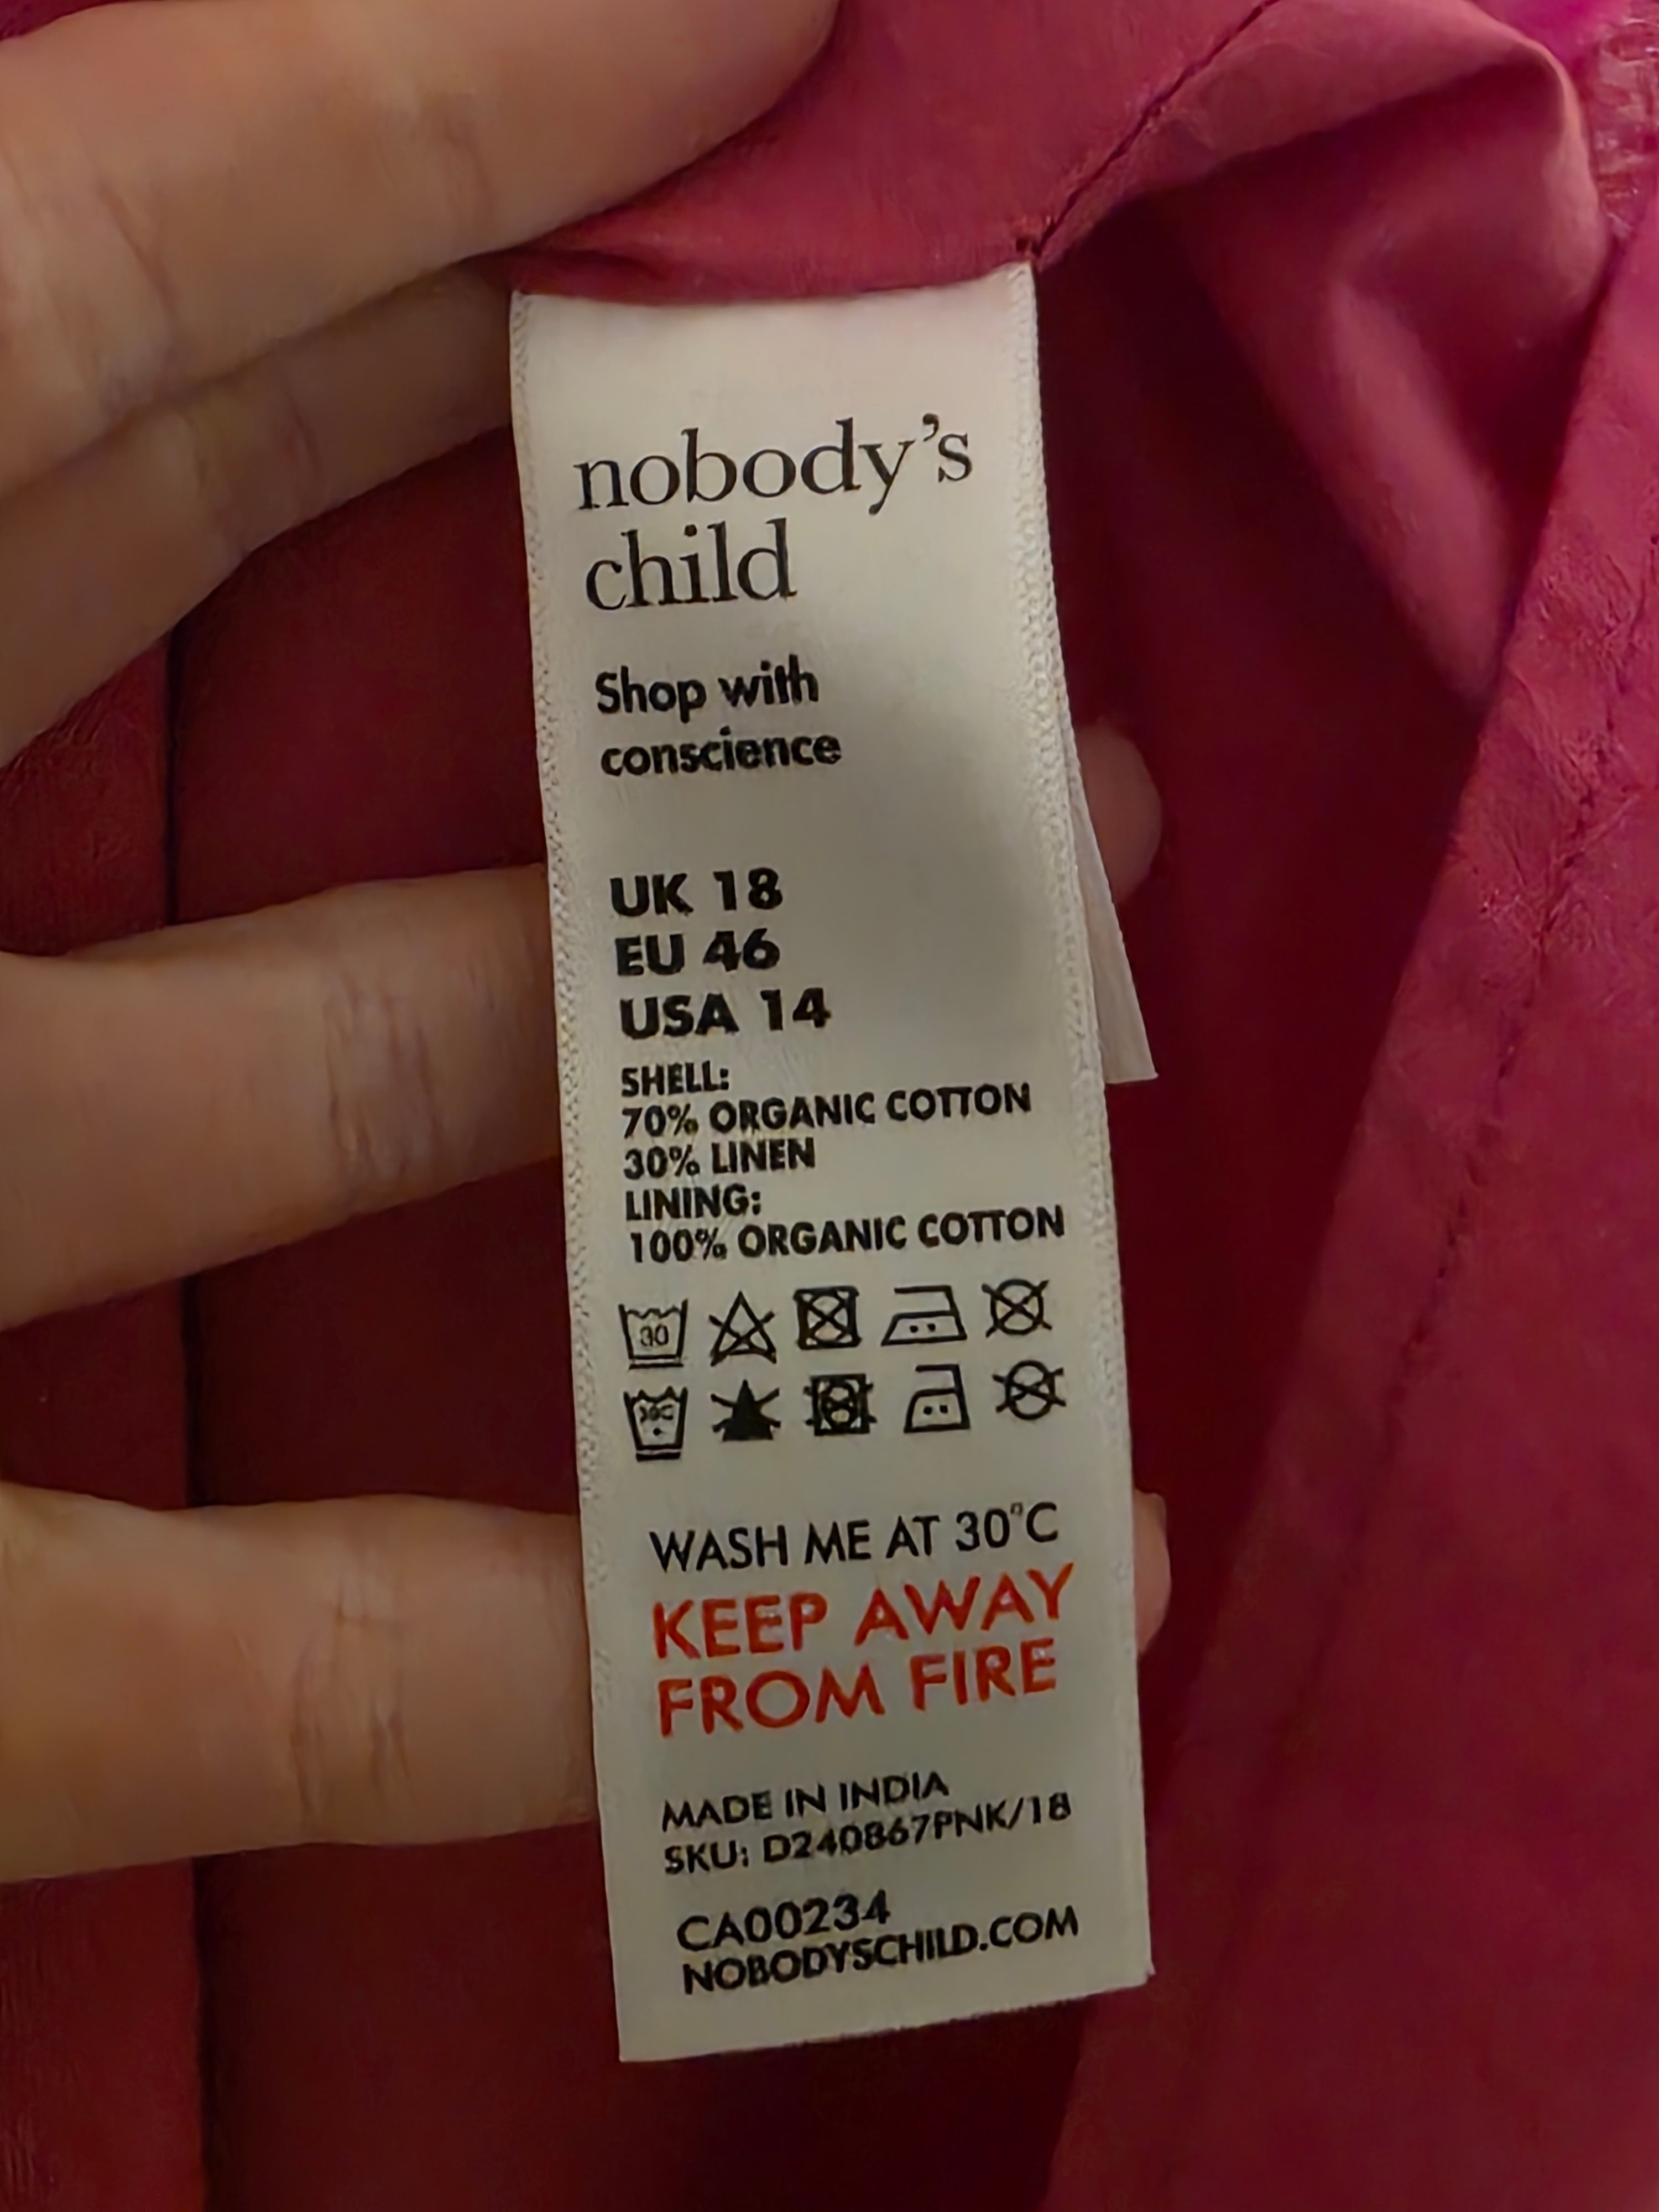 nobody's
child
Shop with
conscience
UK 18
EU 46
USA 14
SHELL:
70% ORGANIC COTTON
30% LINEN
LINING:
100% ORGANIC COTTON
30
WASH ME AT 30°C
KEEP AWAY
FROM FIRE
MADE IN INDIA
SKU: D240867PNK/18
CA00234
NOBODYSCHILD.COM